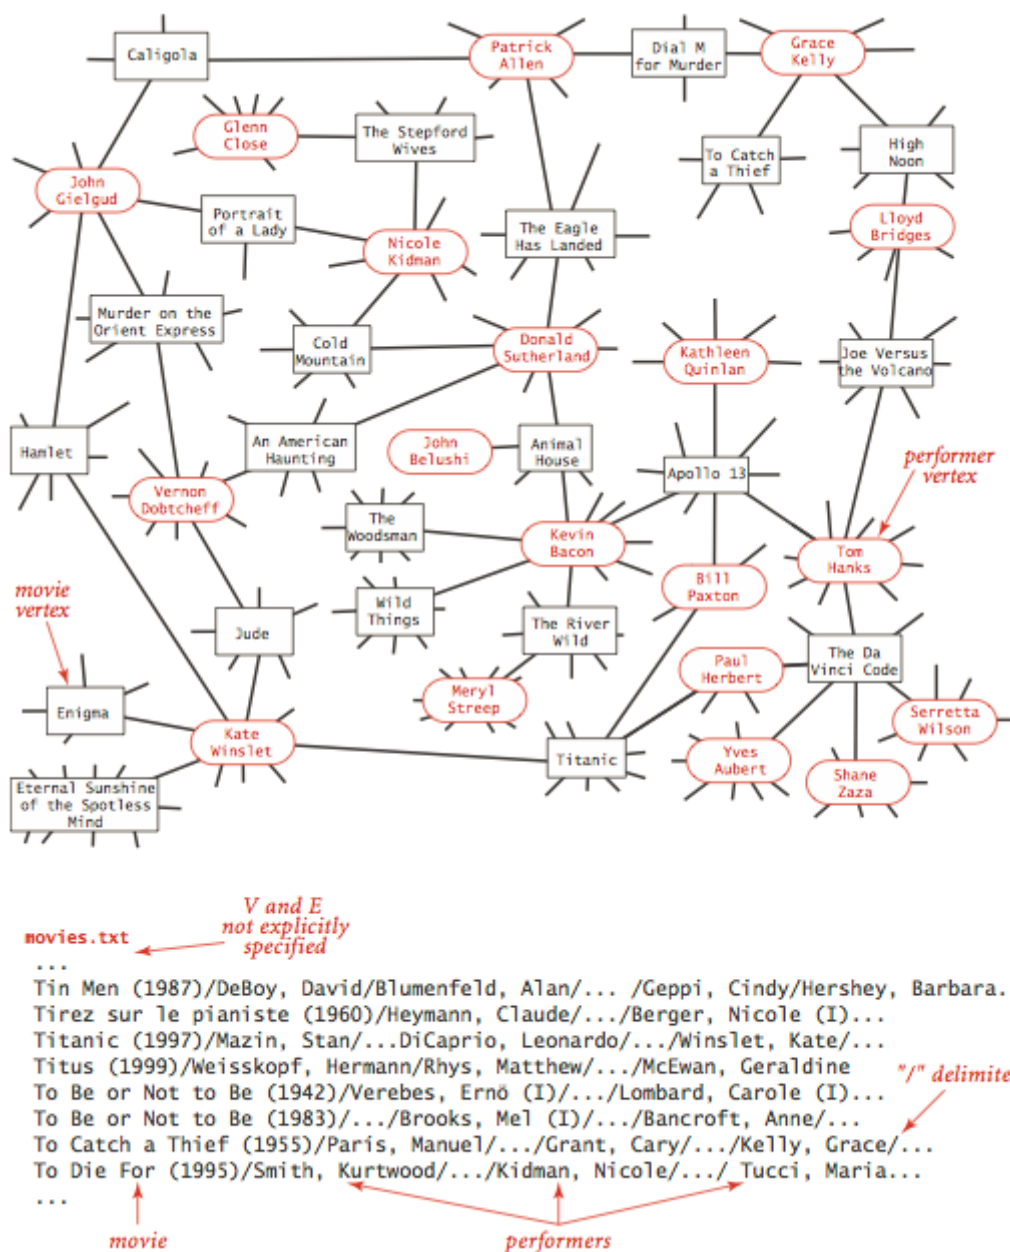 Caligola
Patrick
Allen
Dial M
for Murder
Grace
Kelly
Glenn
Close
The Stepford
Wives
To Catch
a Thief
High
Noon
John
Gielgud
Portrait
of a Lady
Nicole
Kidman
The Eagle
Has Landed
Lloyd
Bridges
Murder on the
Orient Express
Cold
Mountain
Donald
Sutherland
Kathleen
Quinlan
Joe Versus
the Volcano
Hamlet
An American
Haunting
John
Belushi
Animal
House
Apollo 13
performer
vertex
Vernon
Dobtcheff
The
Woodsman
Kevin
Bacon
Tom
Hanks
Bill
Paxton
movie
vertex
Wild
Things
Jude
The River
Wild
The Da
Vinci Code
Paul
Herbert
Enigma
Meryl
Streep
Serretta
Wilson
Kate
Winslet
Titanic
Yves
Aubert
Shane
Zaza
Eternal Sunshine
of the Spotless
Mind
V and E
not explicitly
specified
movies.txt
...
Tin Men (1987)/DeBoy, David/Blumenfeld, Alan/... /Geppi, Cindy/Hershey, Barbara.
Tirez sur le pianiste (1960)/Heymann, Claude/.../Berger, Nicole (I)...
Titanic (1997)/Mazin, Stan/...DiCaprio, Leonardo/.../Winslet, Kate/...
Titus (1999)/Weisskopf, Hermann/Rhys, Matthew/.../McEwan, Geraldine
"/" delimite
To Be or Not to Be (1942)/Verebes, Ernö (I)/.../Lombard, Carole (I)...
To Be or Not to Be (1983)/.../Brooks, Mel (I)/.../Bancroft, Anne/...
To Catch a Thief (1955)/París, Manuel/.../Grant, Cary/.../Kelly, Grace/...
To Die For (1995)/Smith, Kurtwood/.../Kidman, Nicole/.../ Tucci, Maria...
...
movie
performers